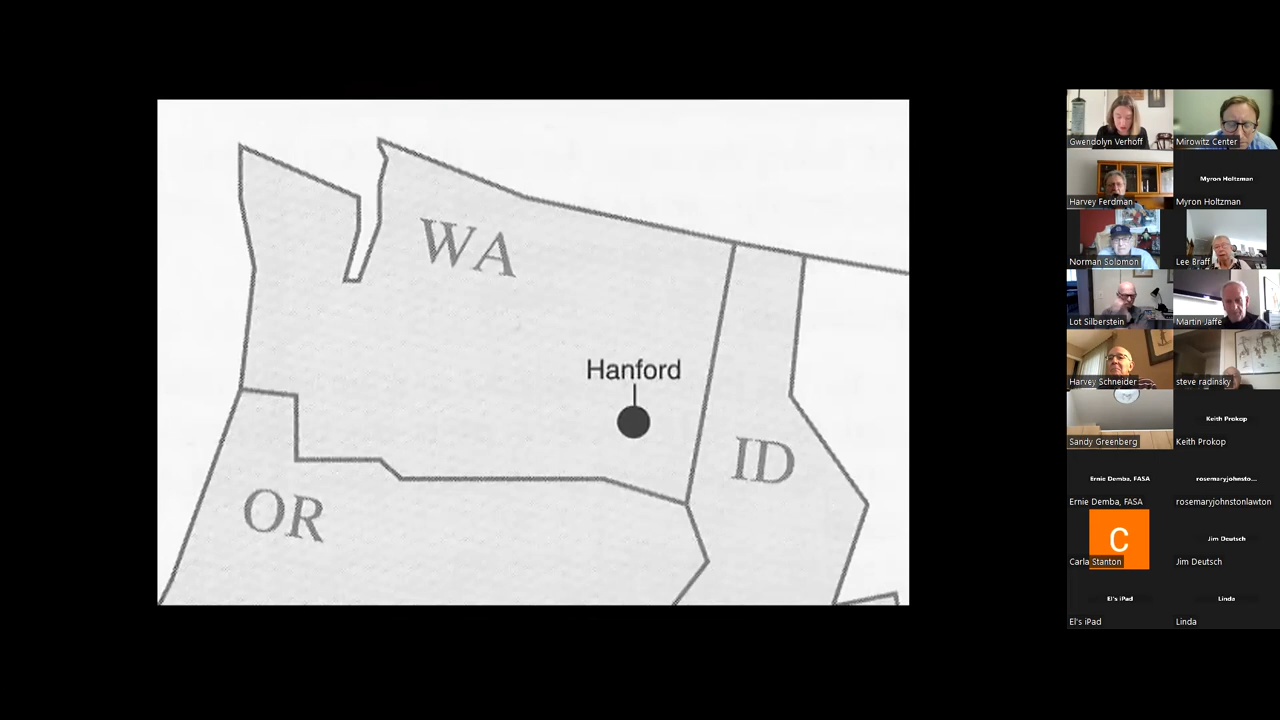 WA
Hanford
ID
OR
Gwendolyn Verhoff
Mirowitz Center
Harvey Ferdman
Myron Holtzman
Myron Holtzman
Norman Solomon
Lee Braff
Lot Silberstein
Martin Jaffe
Harvey Schneider
steve radinsky
Sandy Greenberg
Keith Prokop
Keith Prokop
Ernie Demba, FASA
rosemaryjohnsto...
Ernie Demba, FASA
rosemaryjohnstonlawton
C
Jim Deutsch
Carla Stanton
Jim Deutsch
El's iPad
Linda
El's iPad
Linda